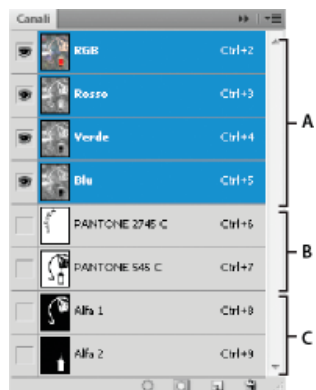 Canali
RGB Ctrl+2
Rosso Ctrl+3
Verde Ctrl+4
Blu Ctrl+5
A
PANTONE 2745 C Ctrl+6
PANTONE 545 C Ctrl+7
B
Alfa 1 Ctrl+8
Alfa 2 Ctrl+9
C